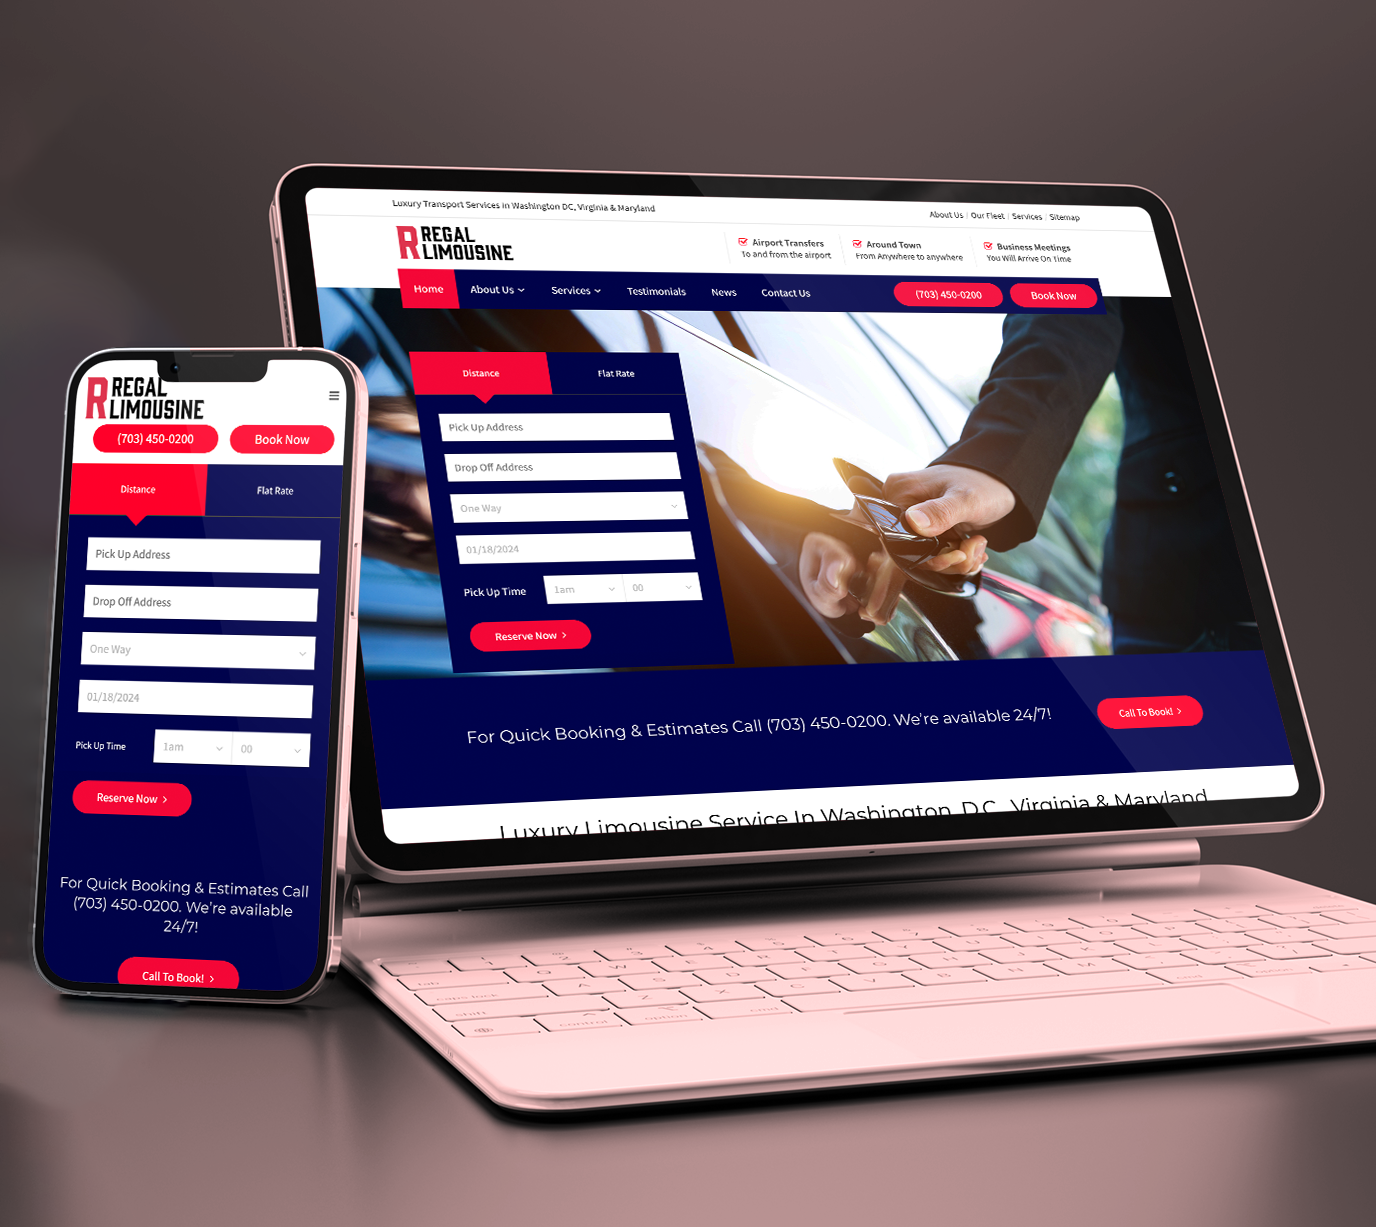 Luxury Transport Services in Washington DC, Virginia & Maryland
About Us | Our Fleet | Services | Sitemap
REGAL
LIMOUSINE
Airport Transfers
To and from the airport
Around Town
From Anywhere to anywhere
Business Meetings
You Will Arrive On Time
Home About Us Services Testimonials News Contact Us (703) 450-0200 Book Now
Distance Flat Rate
Pick Up Address
Drop Off Address
One Way
01/18/2024
Pick Up Time 1am 00
Reserve Now
For Quick Booking & Estimates Call (703) 450-0200. We're available 24/7!
Call To Book!
Luxury Limousine Service In Washington, D.C., Virginia & Maryland
REGAL
LIMOUSINE
(703) 450-0200 Book Now
Distance Flat Rate
Pick Up Address
Drop Off Address
One Way
01/18/2024
Pick Up Time 1am 00
Reserve Now
For Quick Booking & Estimates Call
(703) 450-0200. We're available
24/7!
Call To Book!
tab
caps lock
shift
control option cmd